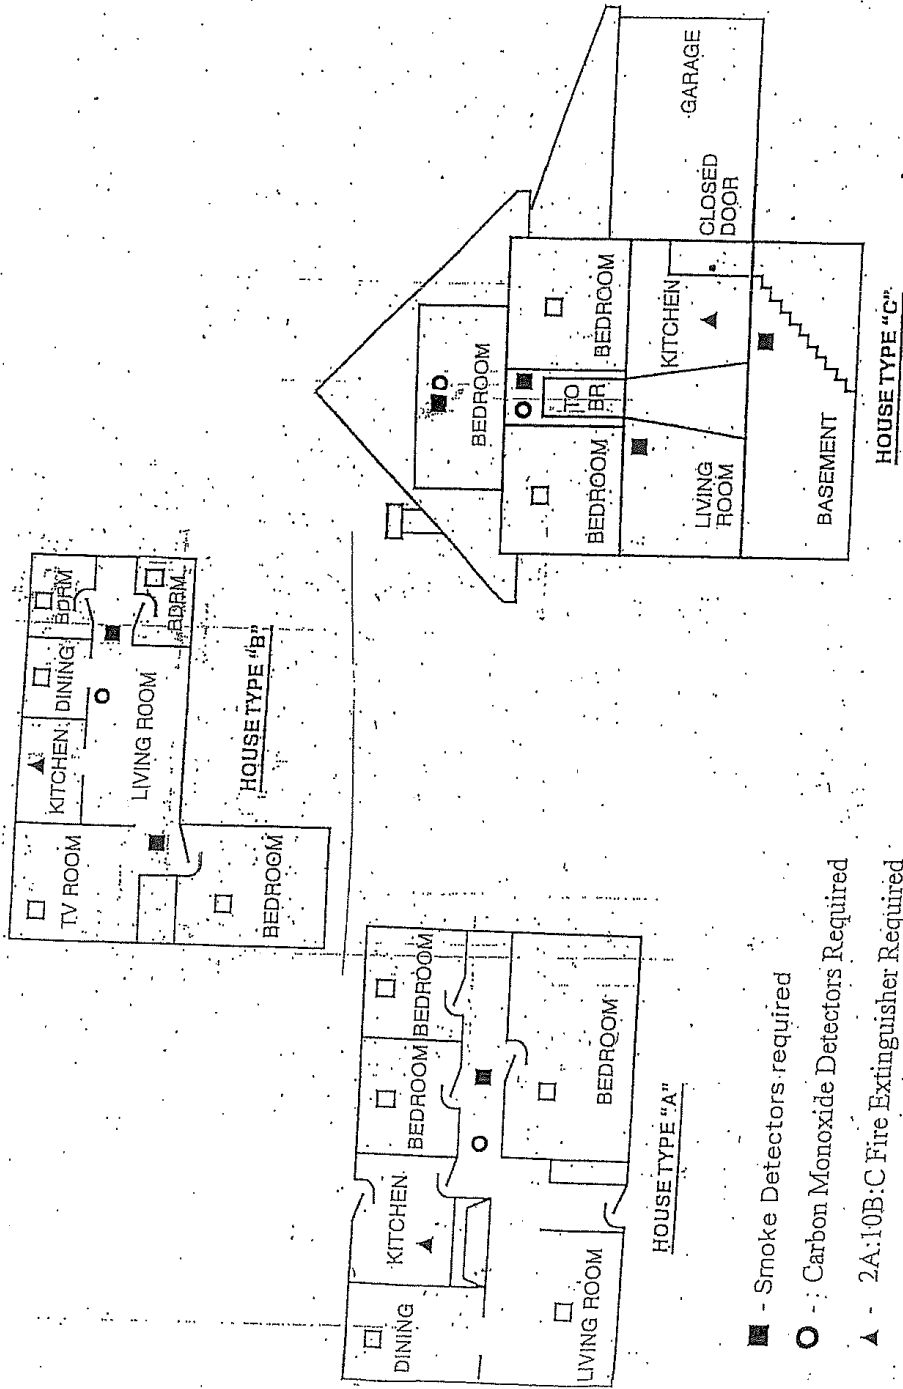 DINING
KITCHEN
BEDROOM
BEDROOM
LIVING ROOM
BEDROOM
HOUSE TYPE "A"
TV ROOM
KITCHEN
DINING
BDRM
LIVING ROOM
BDRM
BEDROOM
HOUSE TYPE "B"
BEDROOM
BEDROOM
TO
BR
BEDROOM
LIVING
ROOM
KITCHEN
CLOSED
DOOR
GARAGE
BASEMENT
HOUSE TYPE "C"
■ - Smoke Detectors required
O - : Carbon Monoxide Detectors Required
▲ - 2A:10B:C Fire Extinguisher Required